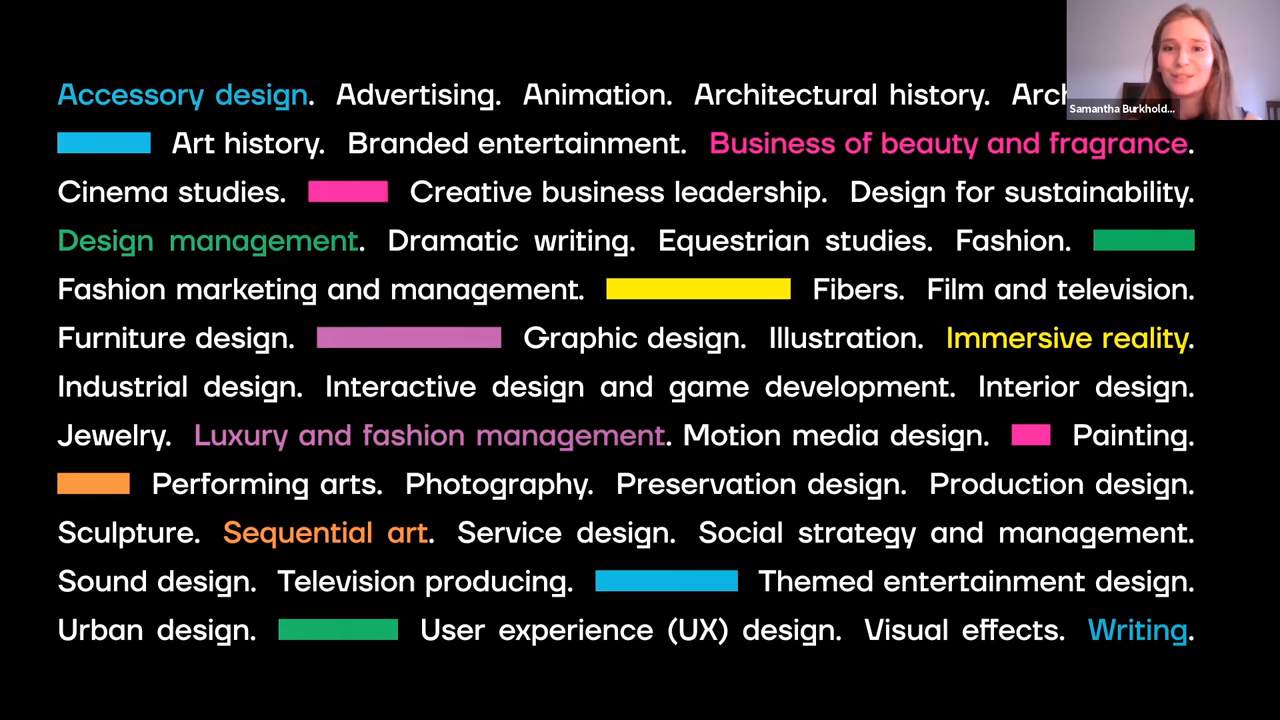 Accessory design. Advertising. Animation. Architectural history.
Samantha Burkhold...
Art history. Branded entertainment. Business of beauty and fragrance.
Cinema studies. Creative business leadership. Design for sustainability.
Design management. Dramatic writing. Equestrian studies. Fashion.
Fashion marketing and management. Fibers. Film and television.
Furniture design. Graphic design. Illustration. Immersive reality.
Industrial design. Interactive design and game development. Interior design.
Jewelry. Luxury and fashion management. Motion media design. Painting.
Performing arts. Photography. Preservation design. Production design.
Sculpture. Sequential art. Service design. Social strategy and management.
Sound design. Television producing. Themed entertainment design.
Urban design. User experience (UX) design. Visual effects. Writing.